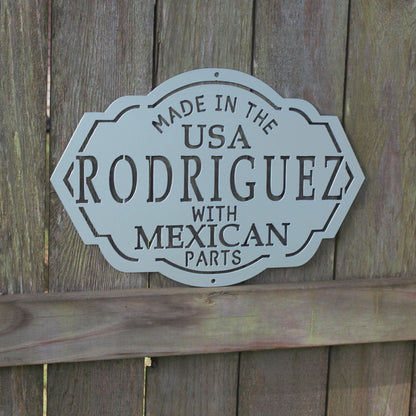 MADE IN THE
USA
RODRIGUEZ
WITH
MEXICAN
PARTS